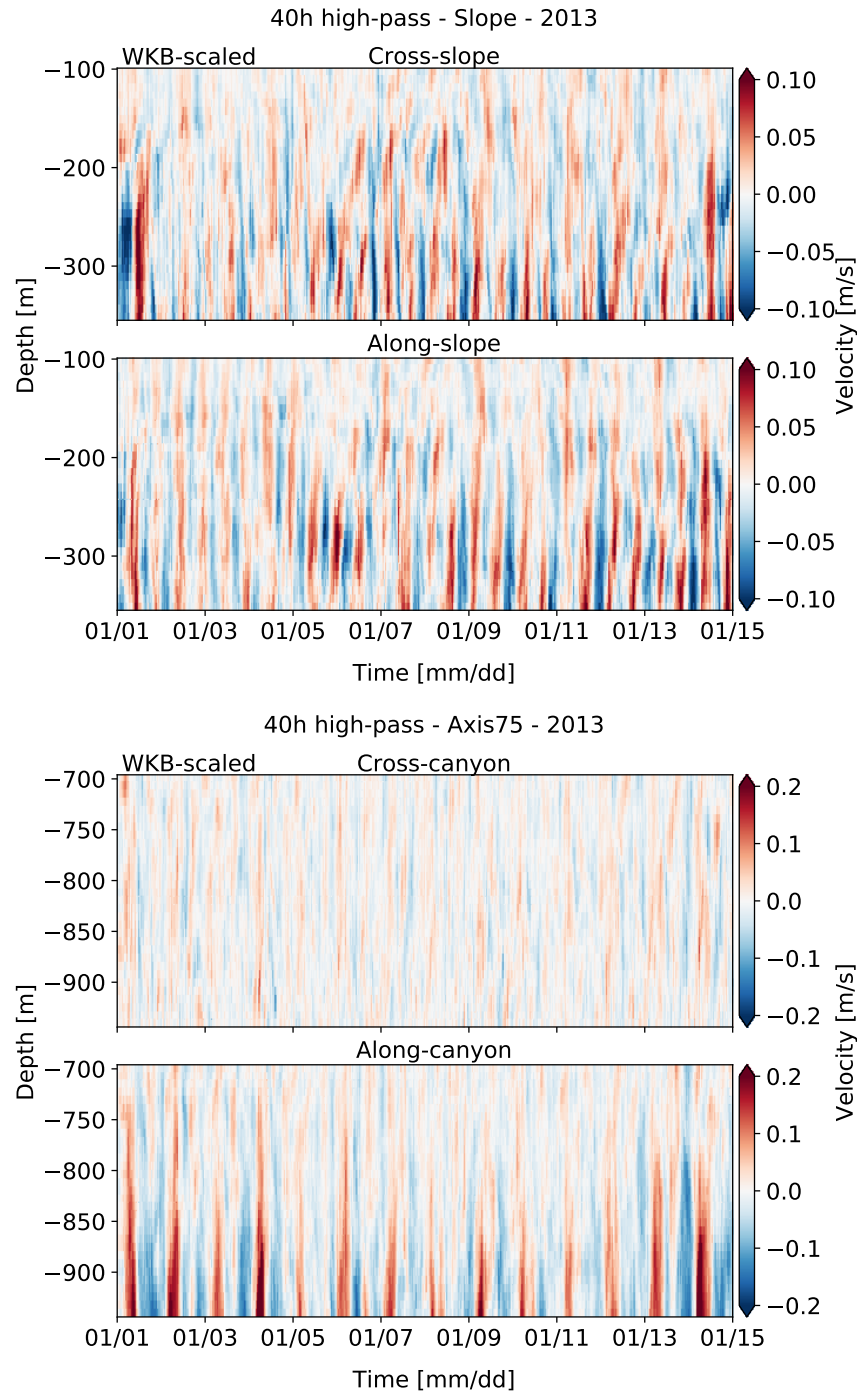 40h high-pass - Slope - 2013
WKB-scaled
Cross-slope
−100
−200
−300
0.10
0.05
0.00
−0.05
−0.10
Along-slope
−100
−200
−300
0.10
0.05
0.00
−0.05
−0.10
Depth [m]
Velocity [m/s]
01/01 01/03 01/05 01/07 01/09 01/11 01/13 01/15
Time [mm/dd]
40h high-pass - Axis75 - 2013
WKB-scaled
Cross-canyon
−700
−750
−800
−850
−900
0.2
0.1
0.0
−0.1
−0.2
Along-canyon
−700
−750
−800
−850
−900
0.2
0.1
0.0
−0.1
−0.2
Depth [m]
Velocity [m/s]
01/01 01/03 01/05 01/07 01/09 01/11 01/13 01/15
Time [mm/dd]